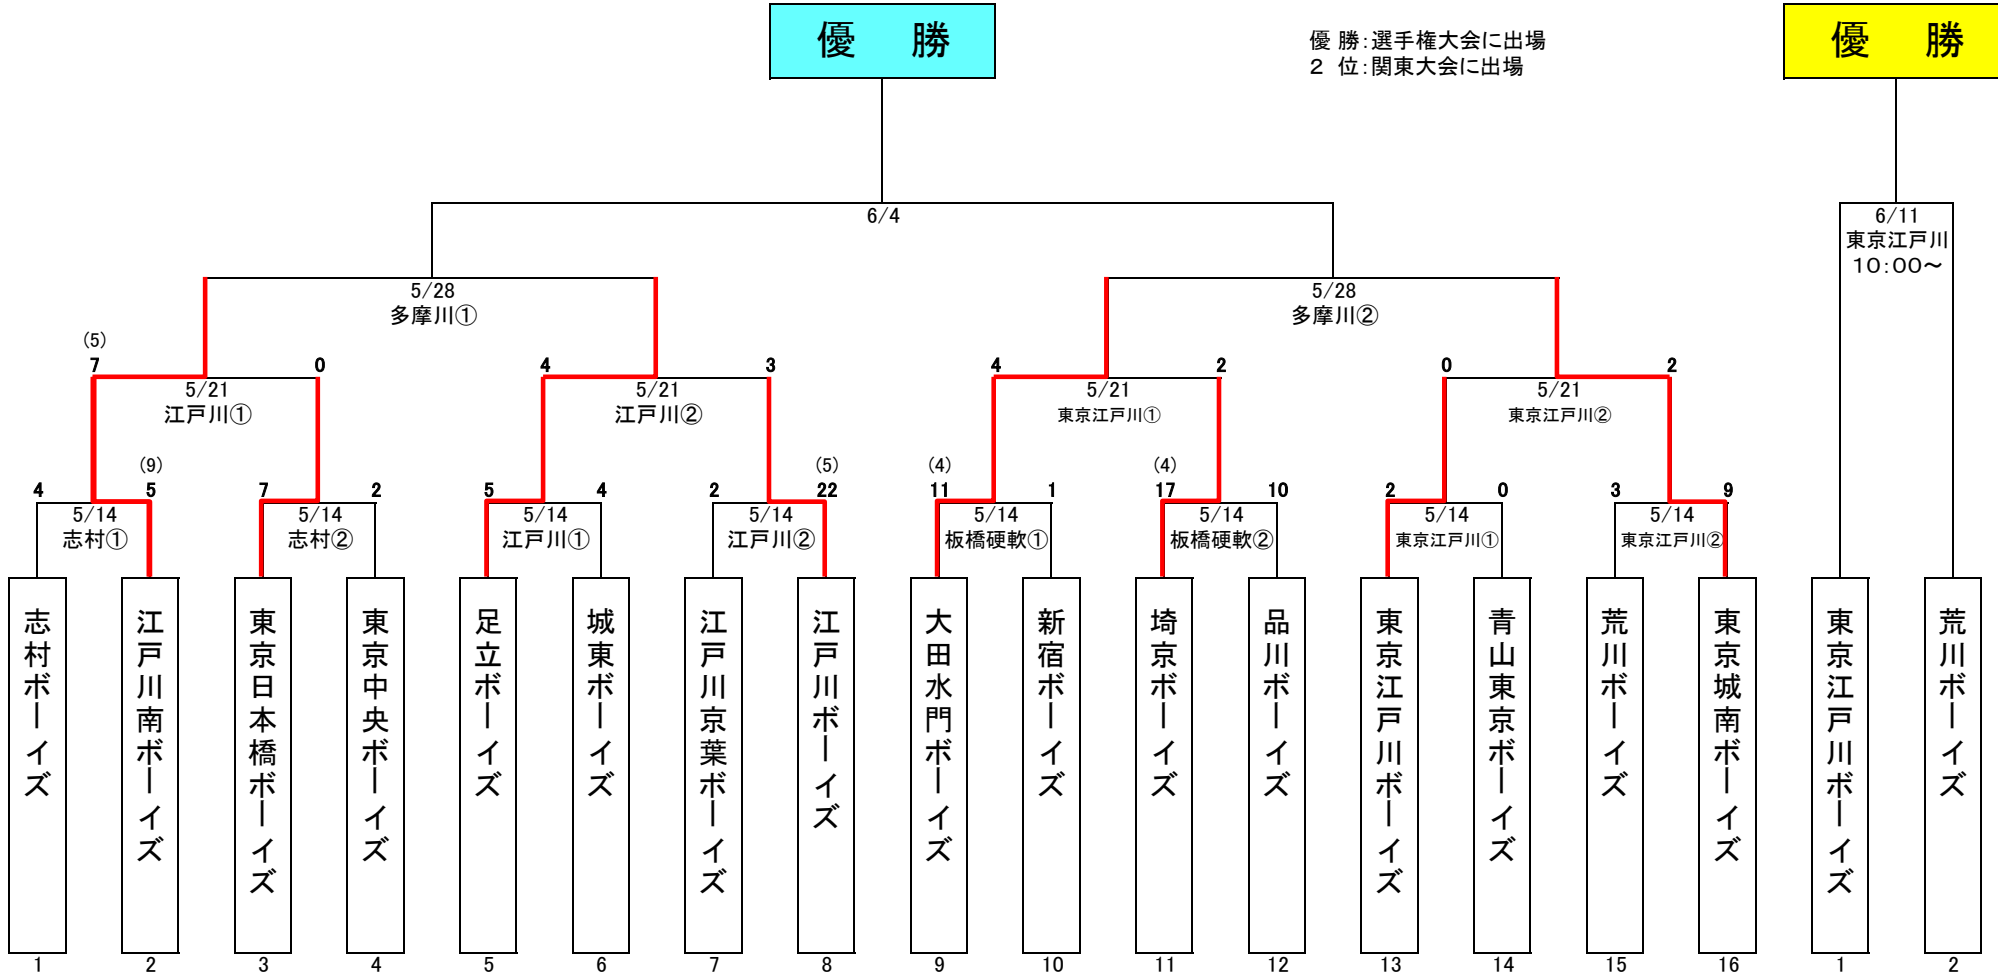 優　勝
優　勝
優 勝：選手権大会に出場
2 位：関東大会に出場
6/4
6/11
東京江戸川
10：00～
5/28
多摩川①
5/28
多摩川②
(5)
7
0
4
3
4
2
0
2
5/21
江戸川①
5/21
江戸川②
5/21
東京江戸川①
5/21
東京江戸川②
(9)
(5)
(4)
(4)
4
5
7
2
5
4
2
22
11
1
17
10
2
0
3
9
5/14
志村①
5/14
志村②
5/14
江戸川①
5/14
江戸川②
5/14
板橋硬軟①
5/14
板橋硬軟②
5/14
東京江戸川①
5/14
東京江戸川②
志村ボーイズ
江戸川南ボーイズ
東京日本橋ボーイズ
東京中央ボーイズ
足立ボーイズ
城東ボーイズ
江戸川京葉ボーイズ
江戸川ボーイズ
大田水門ボーイズ
新宿ボーイズ
埼京ボーイズ
品川ボーイズ
東京江戸川ボーイズ
青山東京ボーイズ
荒川ボーイズ
東京城南ボーイズ
東京江戸川ボーイズ
荒川ボーイズ
1
2
3
4
5
6
7
8
9
10
11
12
13
14
15
16
1
2